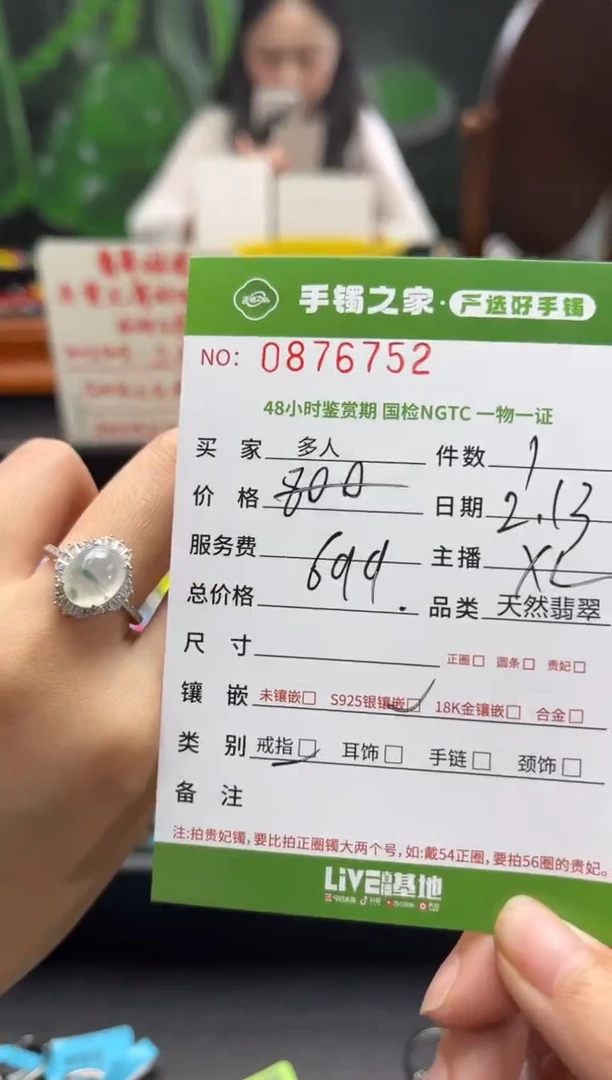 手镯之家·严选好手镯
NO: 0876752
48小时鉴赏期 国检NGTC 一物一证
买 家 多人 件数 1
价 格 800 日期 2.13
服务费 699. 主播 XL
总价格 品类 天然翡翠
尺 寸 正圈□ 圆条□ 贵妃□
镶 嵌 未镶嵌□ S925银镶嵌□ 18K金镶嵌□ 合金□
类 别 戒指□ 耳饰□ 手链□ 颈饰□
备 注
注:拍贵妃镯,要比拍正圈镯大两个号,如:戴54正圈,要拍56圈的贵妃。
LiVE直播基地